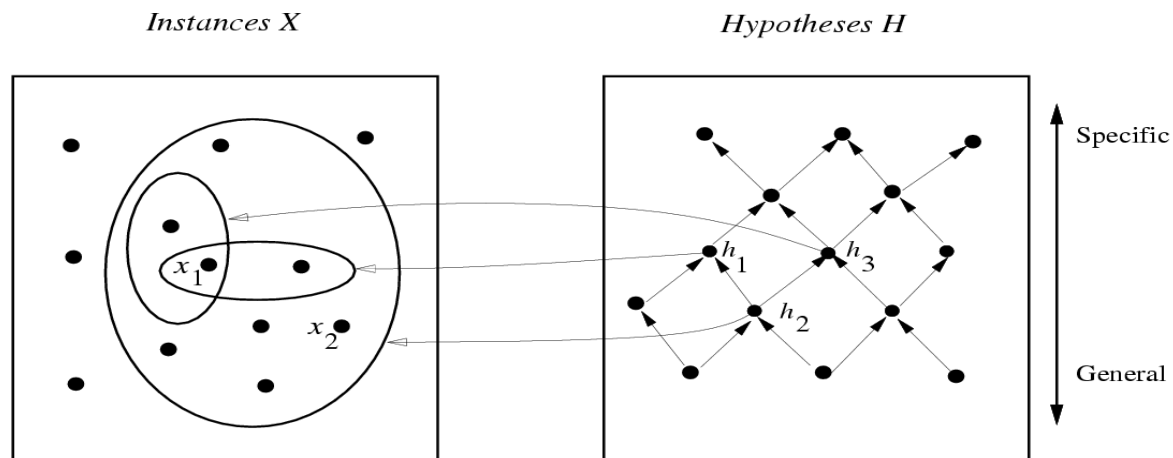 Instances X
Hypotheses H
Specific
h1
h3
x1
h2
x2
General